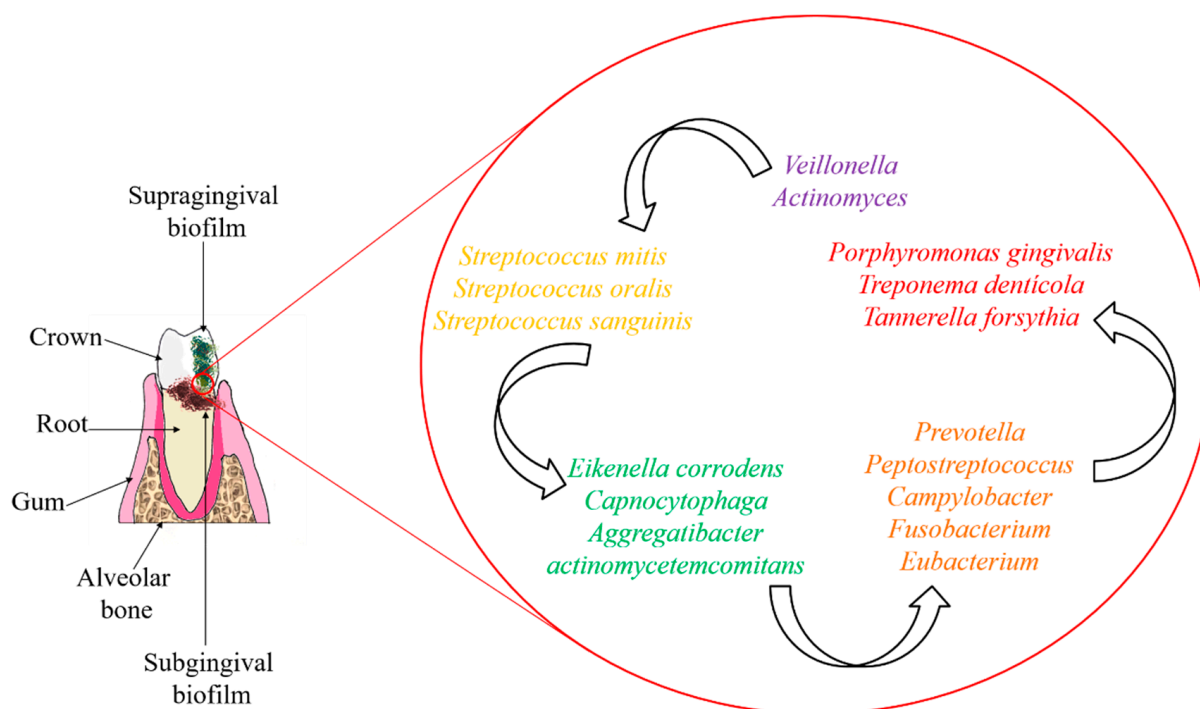 Supragingival
biofilm
Crown
Root
Gum
Alveolar
bone
Subgingival
biofilm
Veillonella
Actinomyces
Streptococcus mitis
Streptococcus oralis
Streptococcus sanguinis
Eikenella corrodens
Capnocytophaga
Aggregatibacter
actinomycetemcomitans
Prevotella
Peptostreptococcus
Campylobacter
Fusobacterium
Eubacterium
Porphyromonas gingivalis
Treponema dentícola
Tannerella forsythia